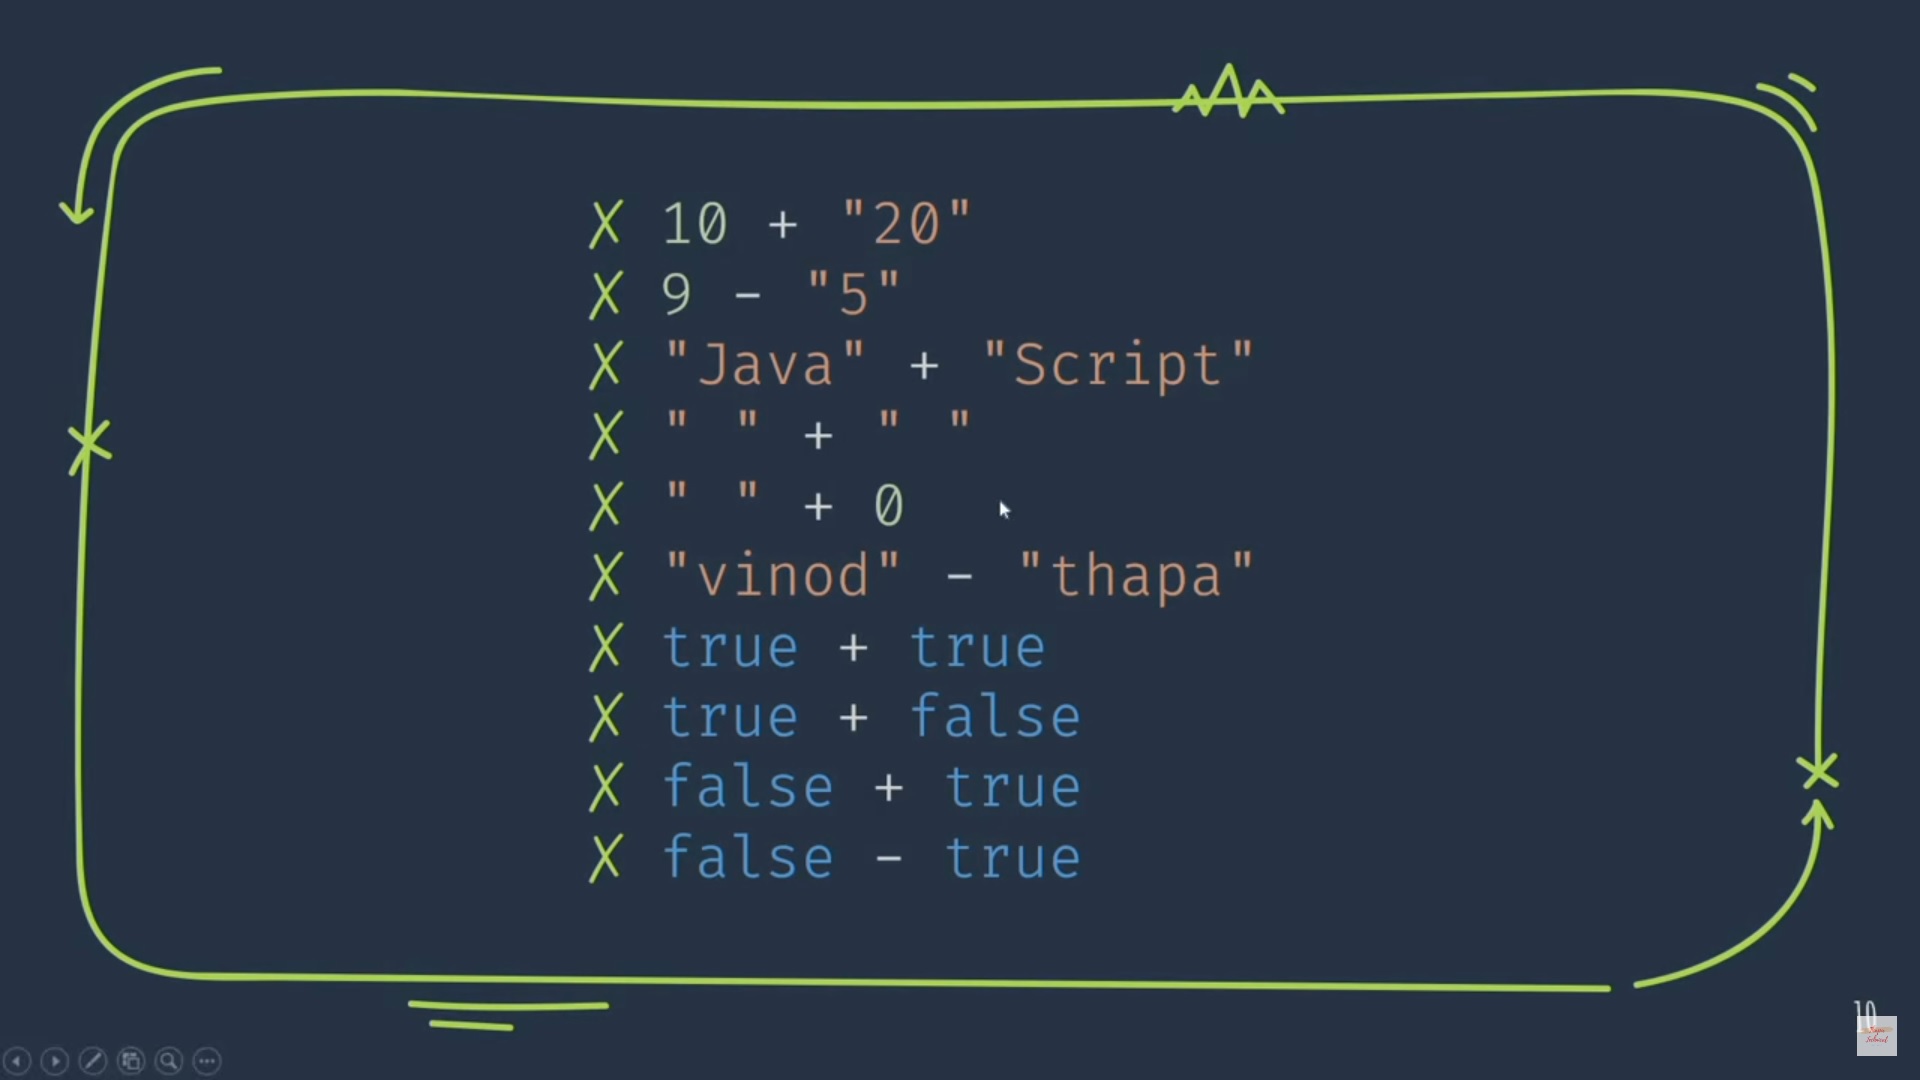 X 10 + "20"
X 9 - "5"
X "Java" + "Script"
X " " + " "
X " " + 0
X "vinod" - "thapa"
X true + true
X true + false
X false + true
X false - true
10